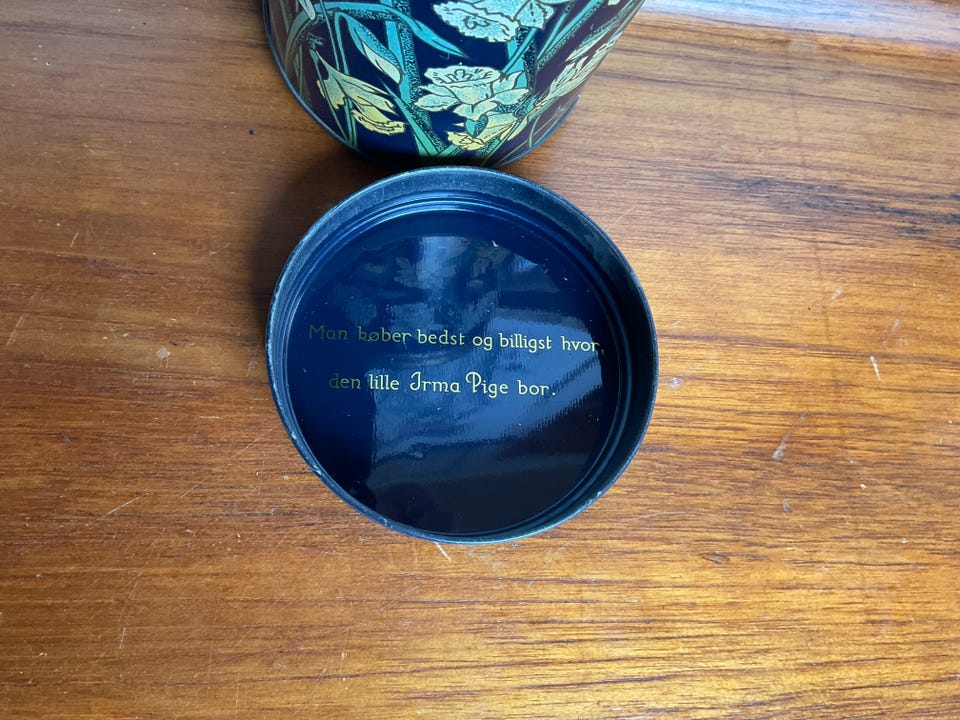 Man køber bedst og billigst hvor,
den lille Irma Pige bor.